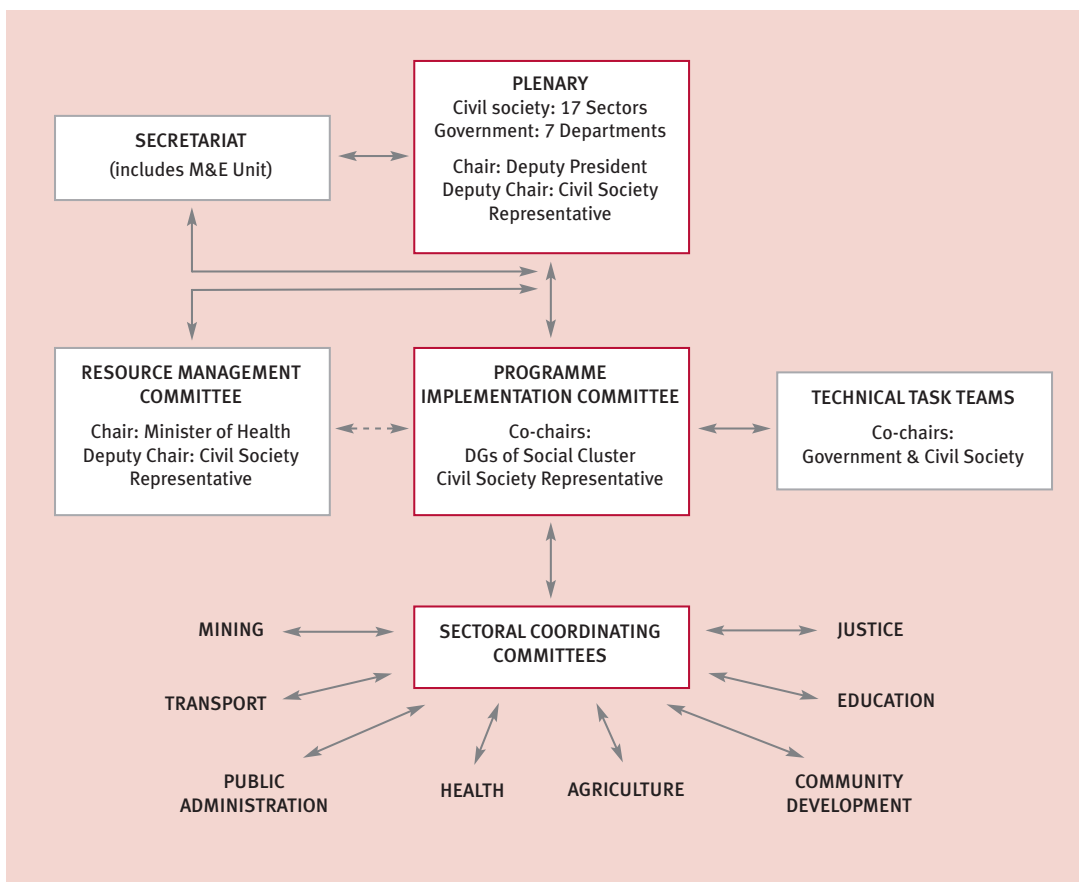 PLENARY
Civil society: 17 Sectors
Government: 7 Departments
Chair: Deputy President
Deputy Chair: Civil Society
Representative
SECRETARIAT
(includes M&E Unit)
RESOURCE MANAGEMENT
COMMITTEE
Chair: Minister of Health
Deputy Chair: Civil Society
Representative
PROGRAMME
IMPLEMENTATION COMMITTEE
Co-chairs:
DGs of Social Cluster
Civil Society Representative
TECHNICAL TASK TEAMS
Co-chairs:
Government & Civil Society
SECTORAL COORDINATING
COMMITTEES
MINING
JUSTICE
TRANSPORT
EDUCATION
PUBLIC
ADMINISTRATION
HEALTH
AGRICULTURE
COMMUNITY
DEVELOPMENT